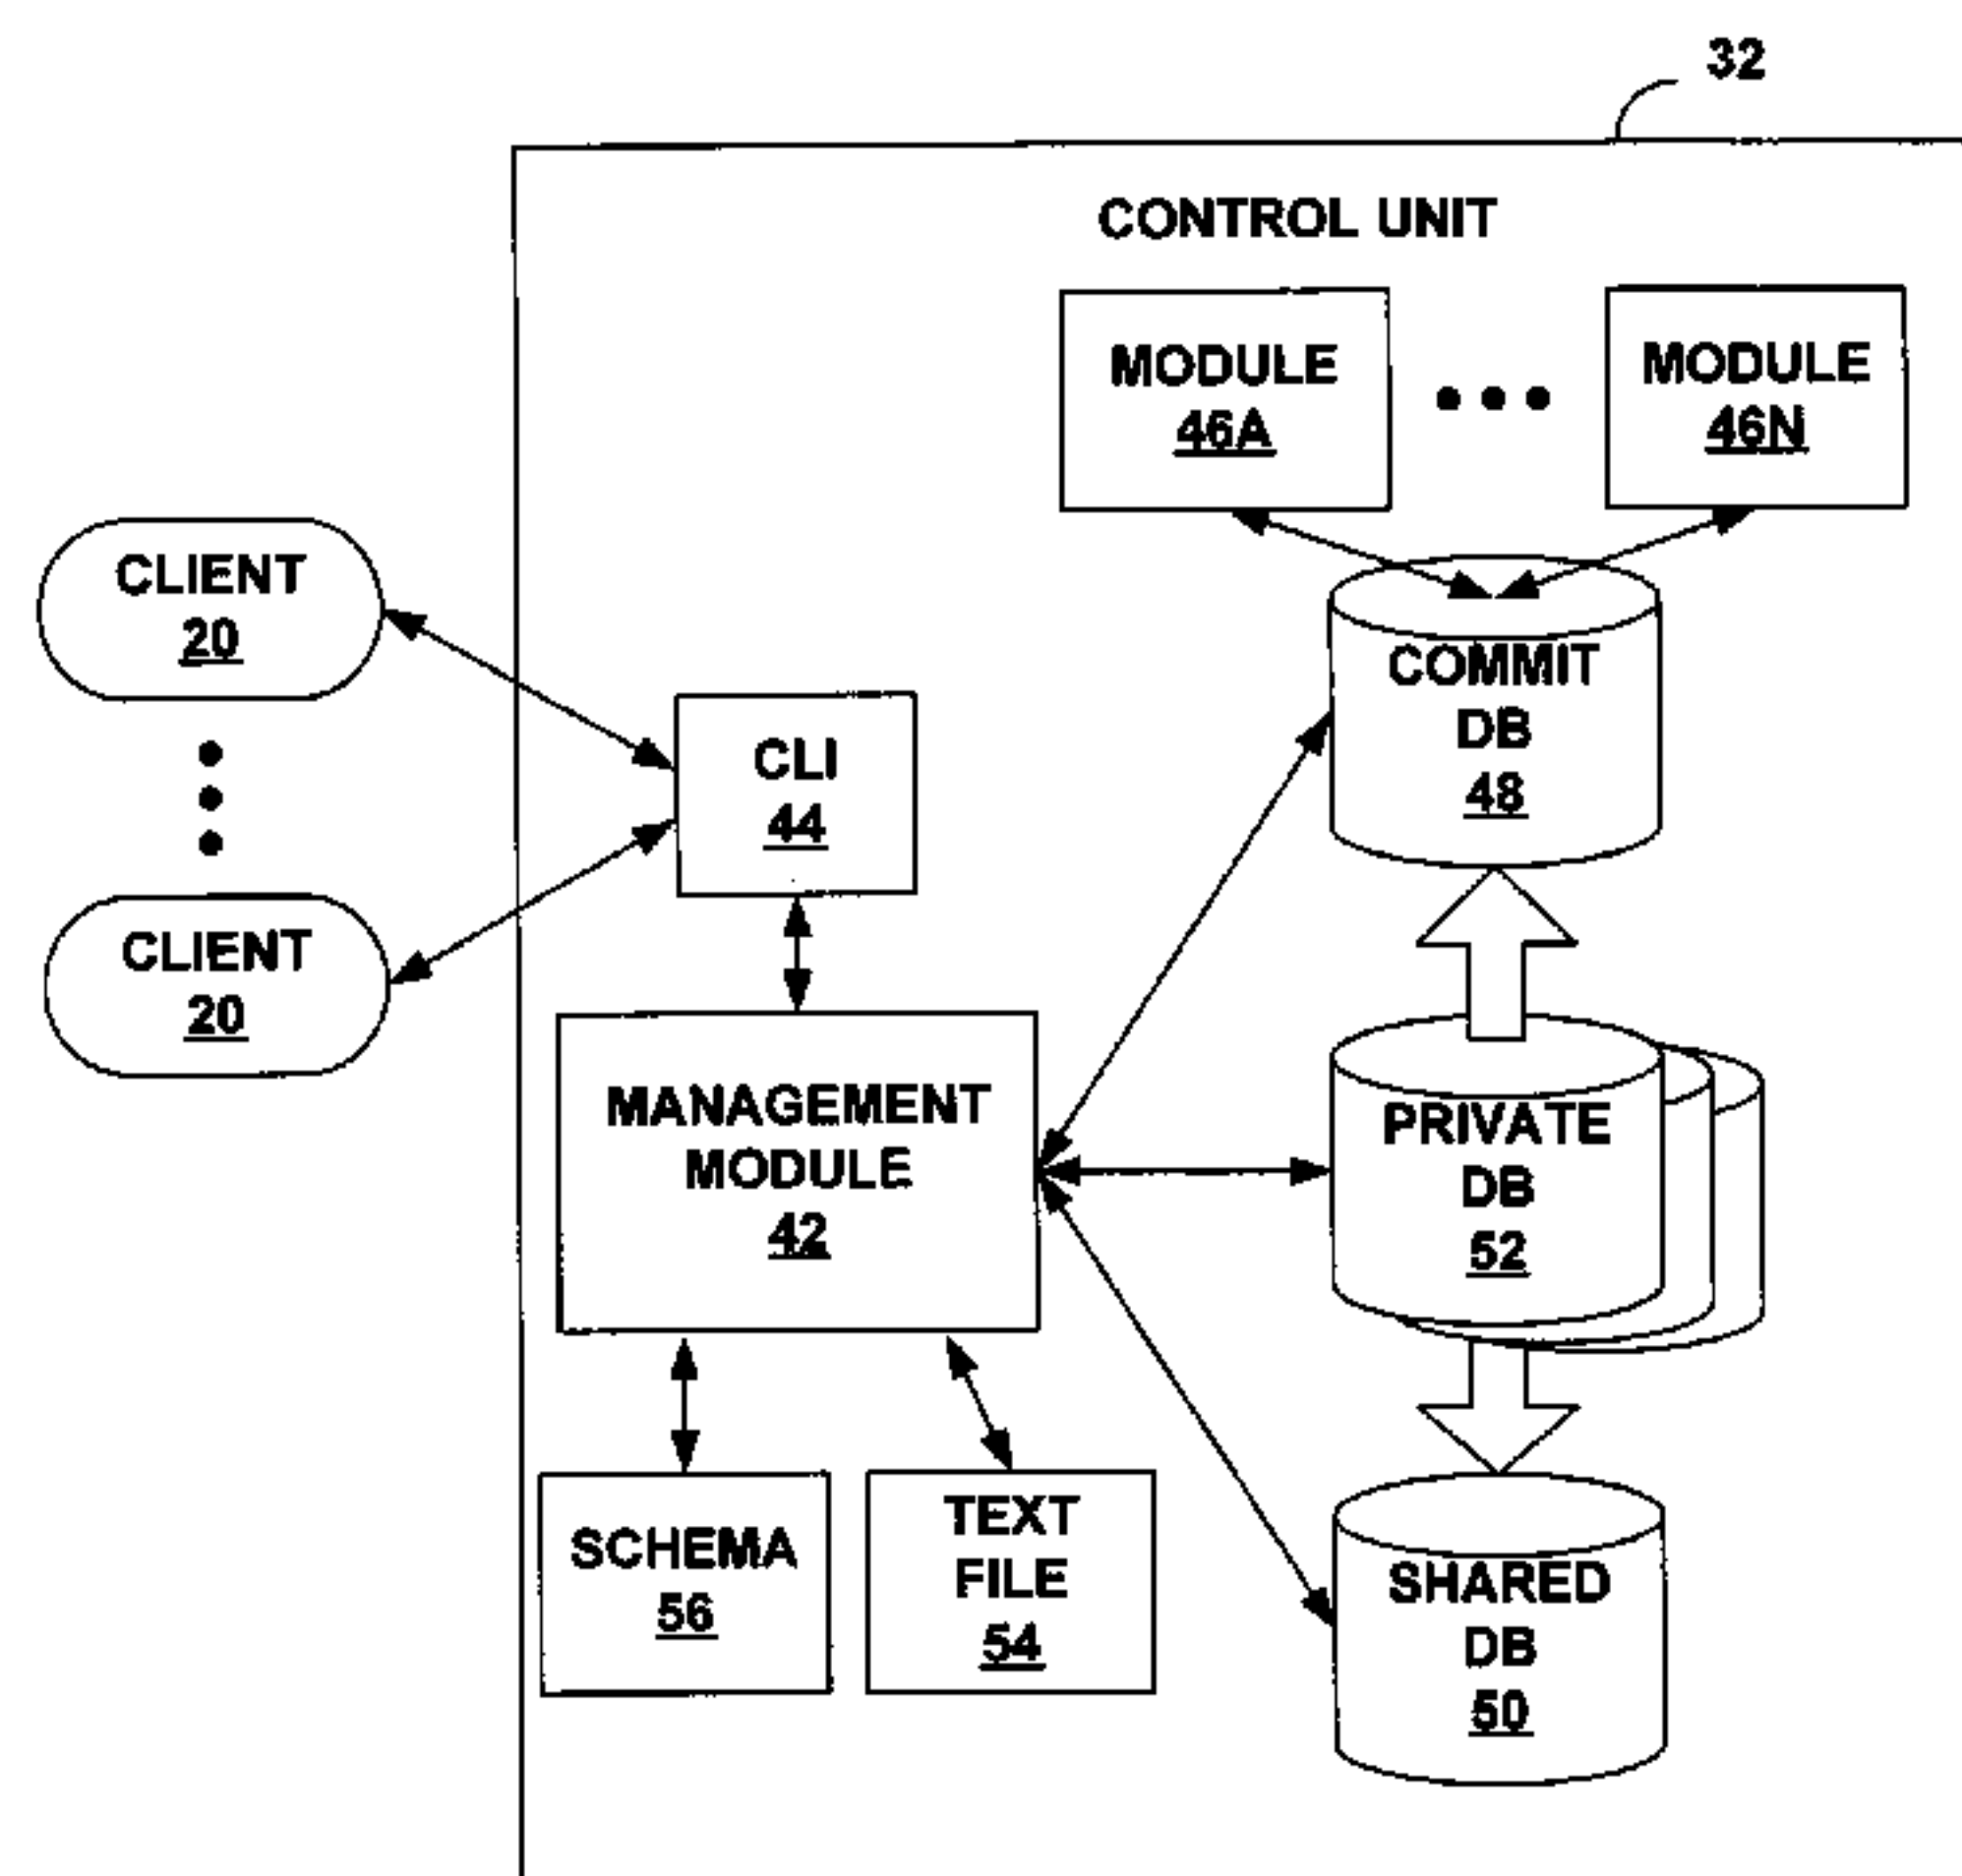 32
CONTROL UNIT
MODULE
46A
MODULE
46N
CLIENT
20
CLIENT
20
CLI
44
COMMIT
DB
48
MANAGEMENT
MODULE
42
PRIVATE
DB
52
SCHEMA
56
TEXT
FILE
54
SHARED
DB
50